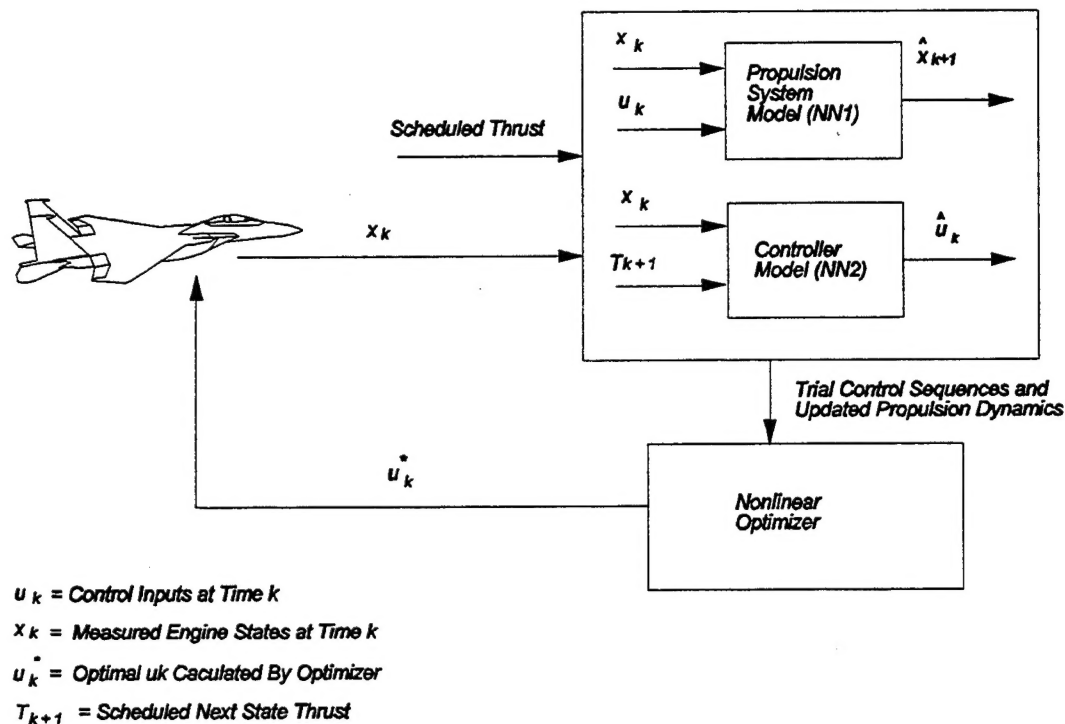 x k
u k
Propulsion
System
Model (NN1)
^
x k+1
Scheduled Thrust
x k
x k
T k+1
Controller
Model (NN2)
^
u k
Trial Control Sequences and
Updated Propulsion Dynamics
u k *
Nonlinear
Optimizer
u k = Control Inputs at Time k
x k = Measured Engine States at Time k
u k * = Optimal uk Caculated By Optimizer
T k+1 = Scheduled Next State Thrust